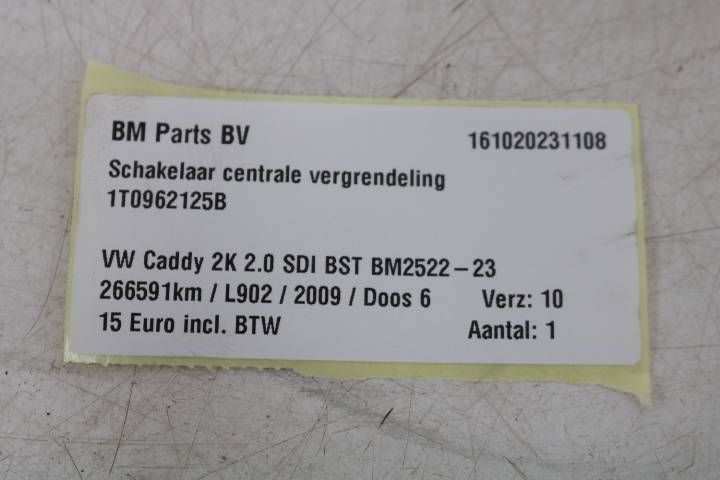 BM Parts BV 161020231108
Schakelaar centrale vergrendeling
1T0962125B
VW Caddy 2K 2.0 SDI BST BM2522-23
266591km / L902 / 2009 / Doos 6 Verz: 10
15 Euro incl. BTW Aantal: 1